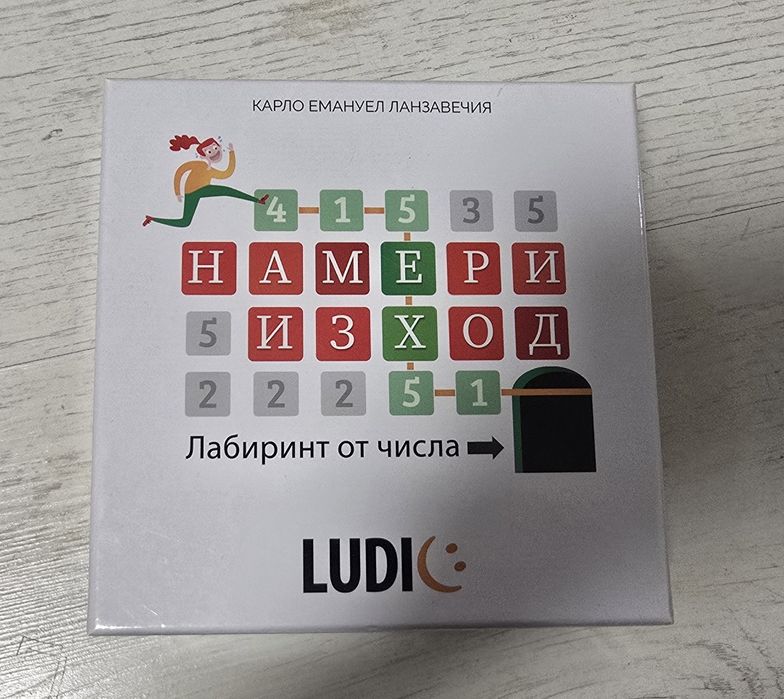 КАРЛО ЕМАНУЕЛ ЛАНЗАВЕЧИЯ
4 1 5 3 5
НАМЕРИ
5 ИЗХОД
2 2 2 5 1
Лабиринт от числа
LUDIC